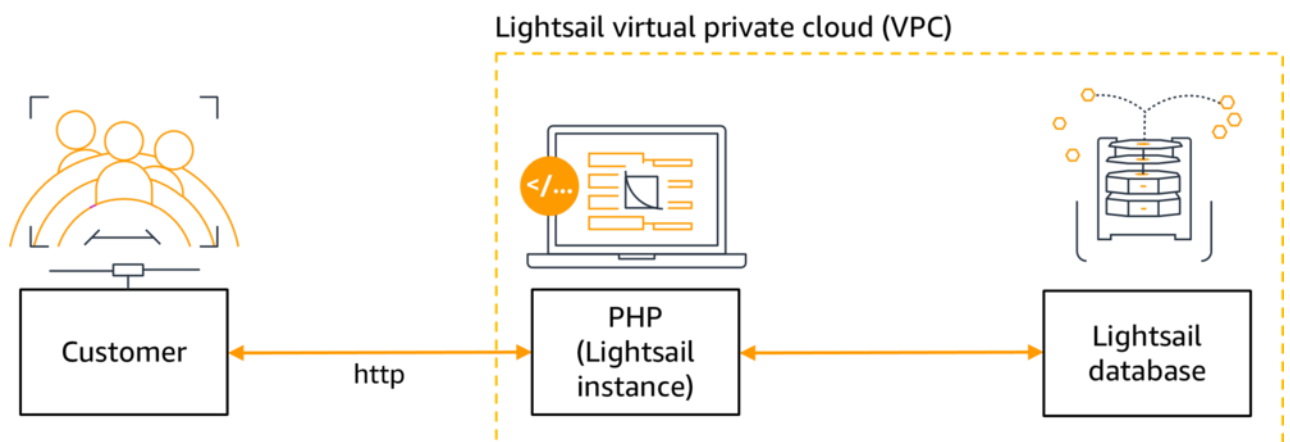 Lightsail virtual private cloud (VPC)
</...
Customer
http
PHP
(Lightsail
instance)
Lightsail
database